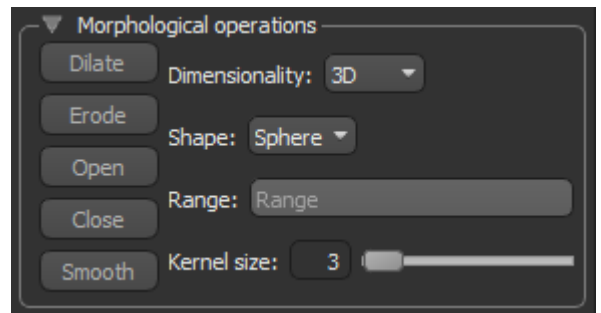 Morphological operations
Dilate
Erode
Open
Close
Smooth
Dimensionality: 3D
Shape: Sphere
Range: Range
Kernel size: 3